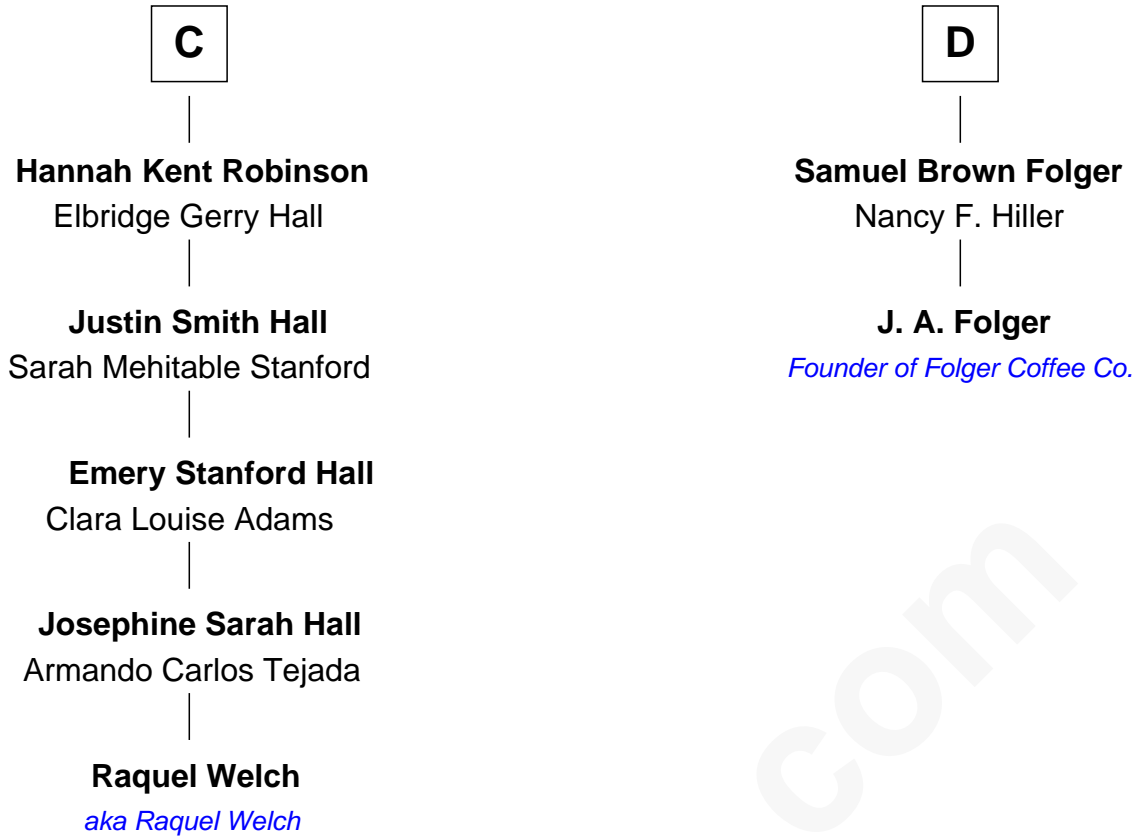 C
Hannah Kent Robinson
Elbridge Gerry Hall
Justin Smith Hall
Sarah Mehitable Stanford
Emery Stanford Hall
Clara Louise Adams
Josephine Sarah Hall
Armando Carlos Tejada
Raquel Welch
aka Raquel Welch
D
Samuel Brown Folger
Nancy F. Hiller
J. A. Folger
Founder of Folger Coffee Co.
com